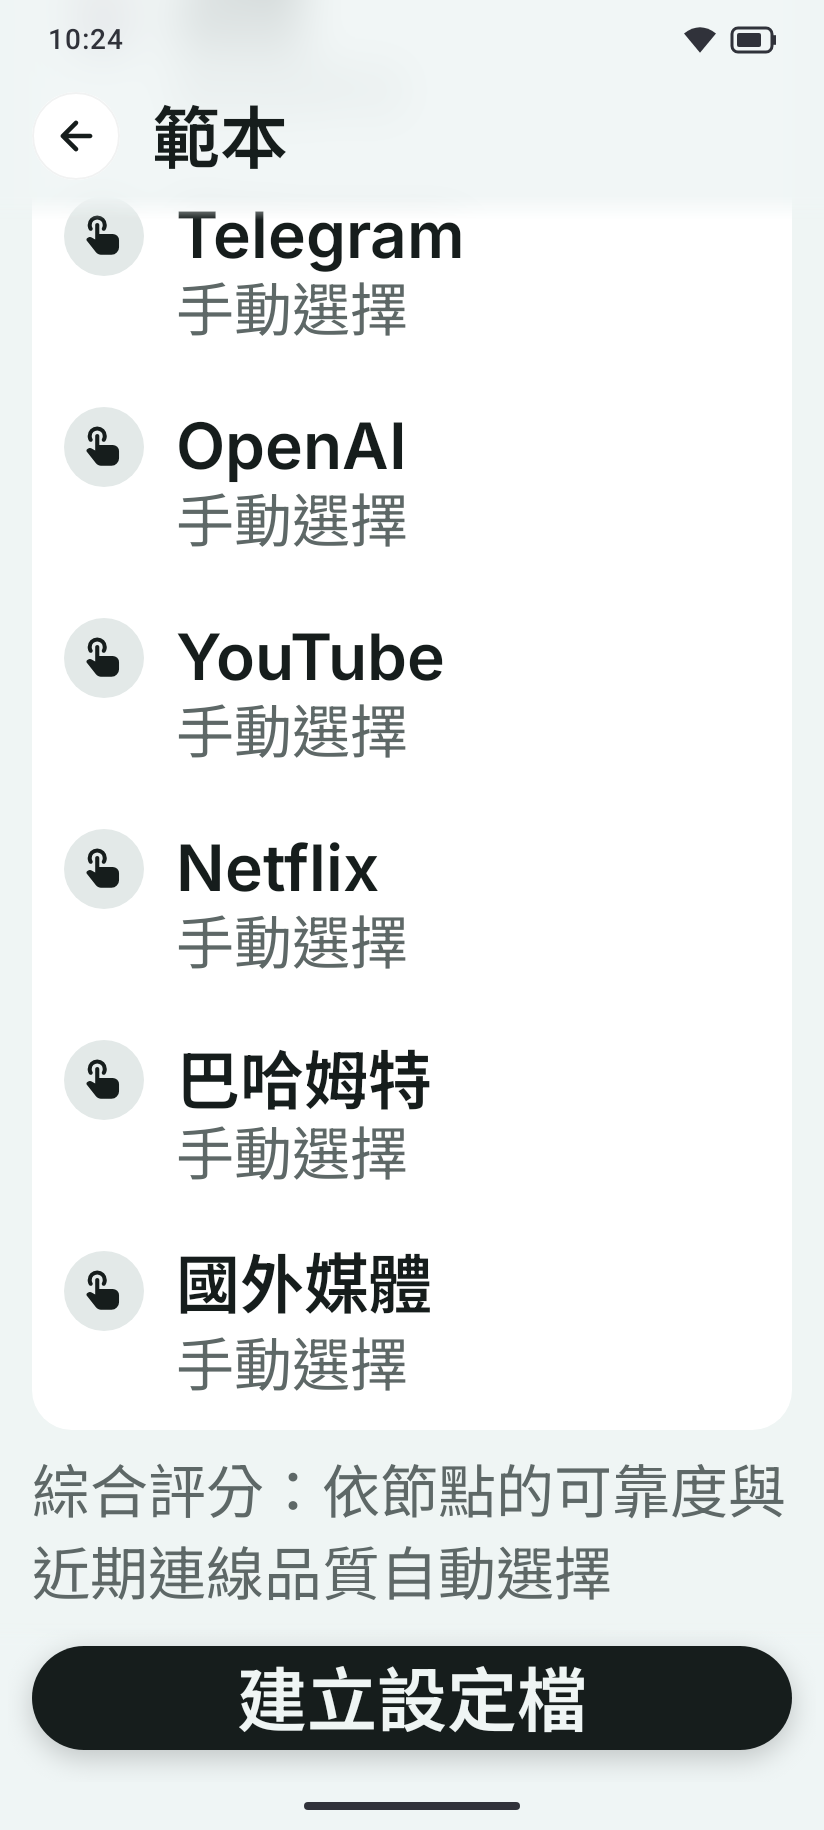 10:24
範本
Telegram
手動選擇
OpenAI
手動選擇
YouTube
手動選擇
Netflix
手動選擇
巴哈姆特
手動選擇
國外媒體
手動選擇
綜合評分：依節點的可靠度與
近期連線品質自動選擇
建立設定檔